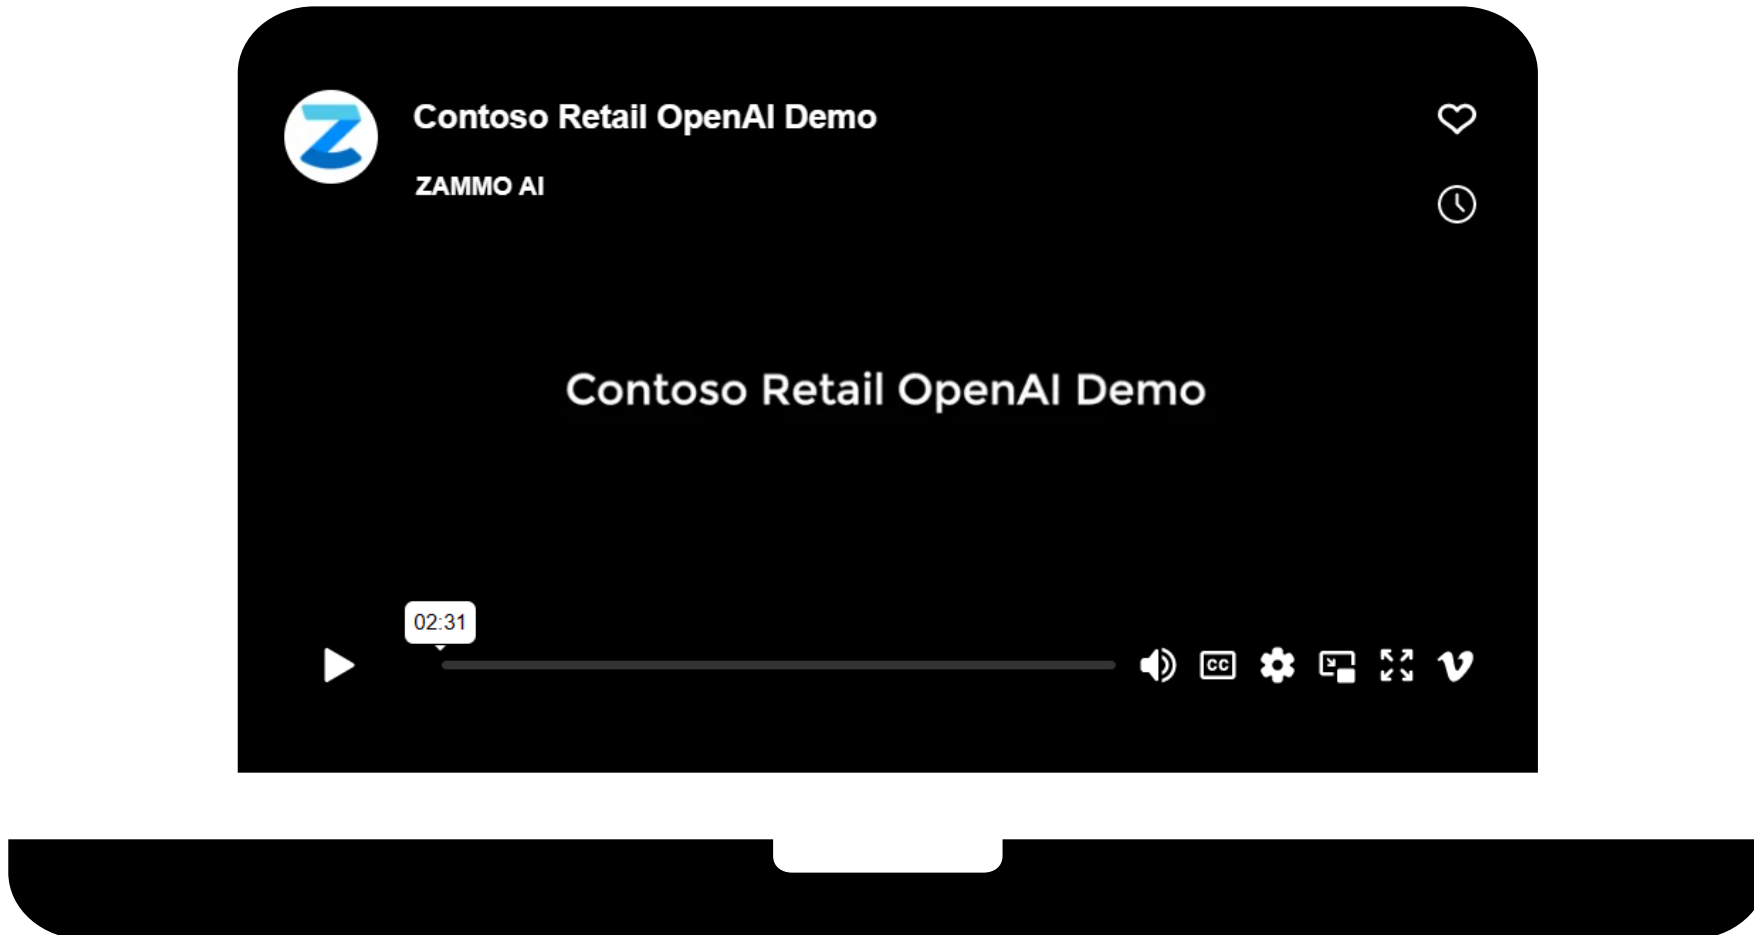 Contoso Retail OpenAI Demo
ZAMMO AI
Contoso Retail OpenAI Demo
02:31
CC